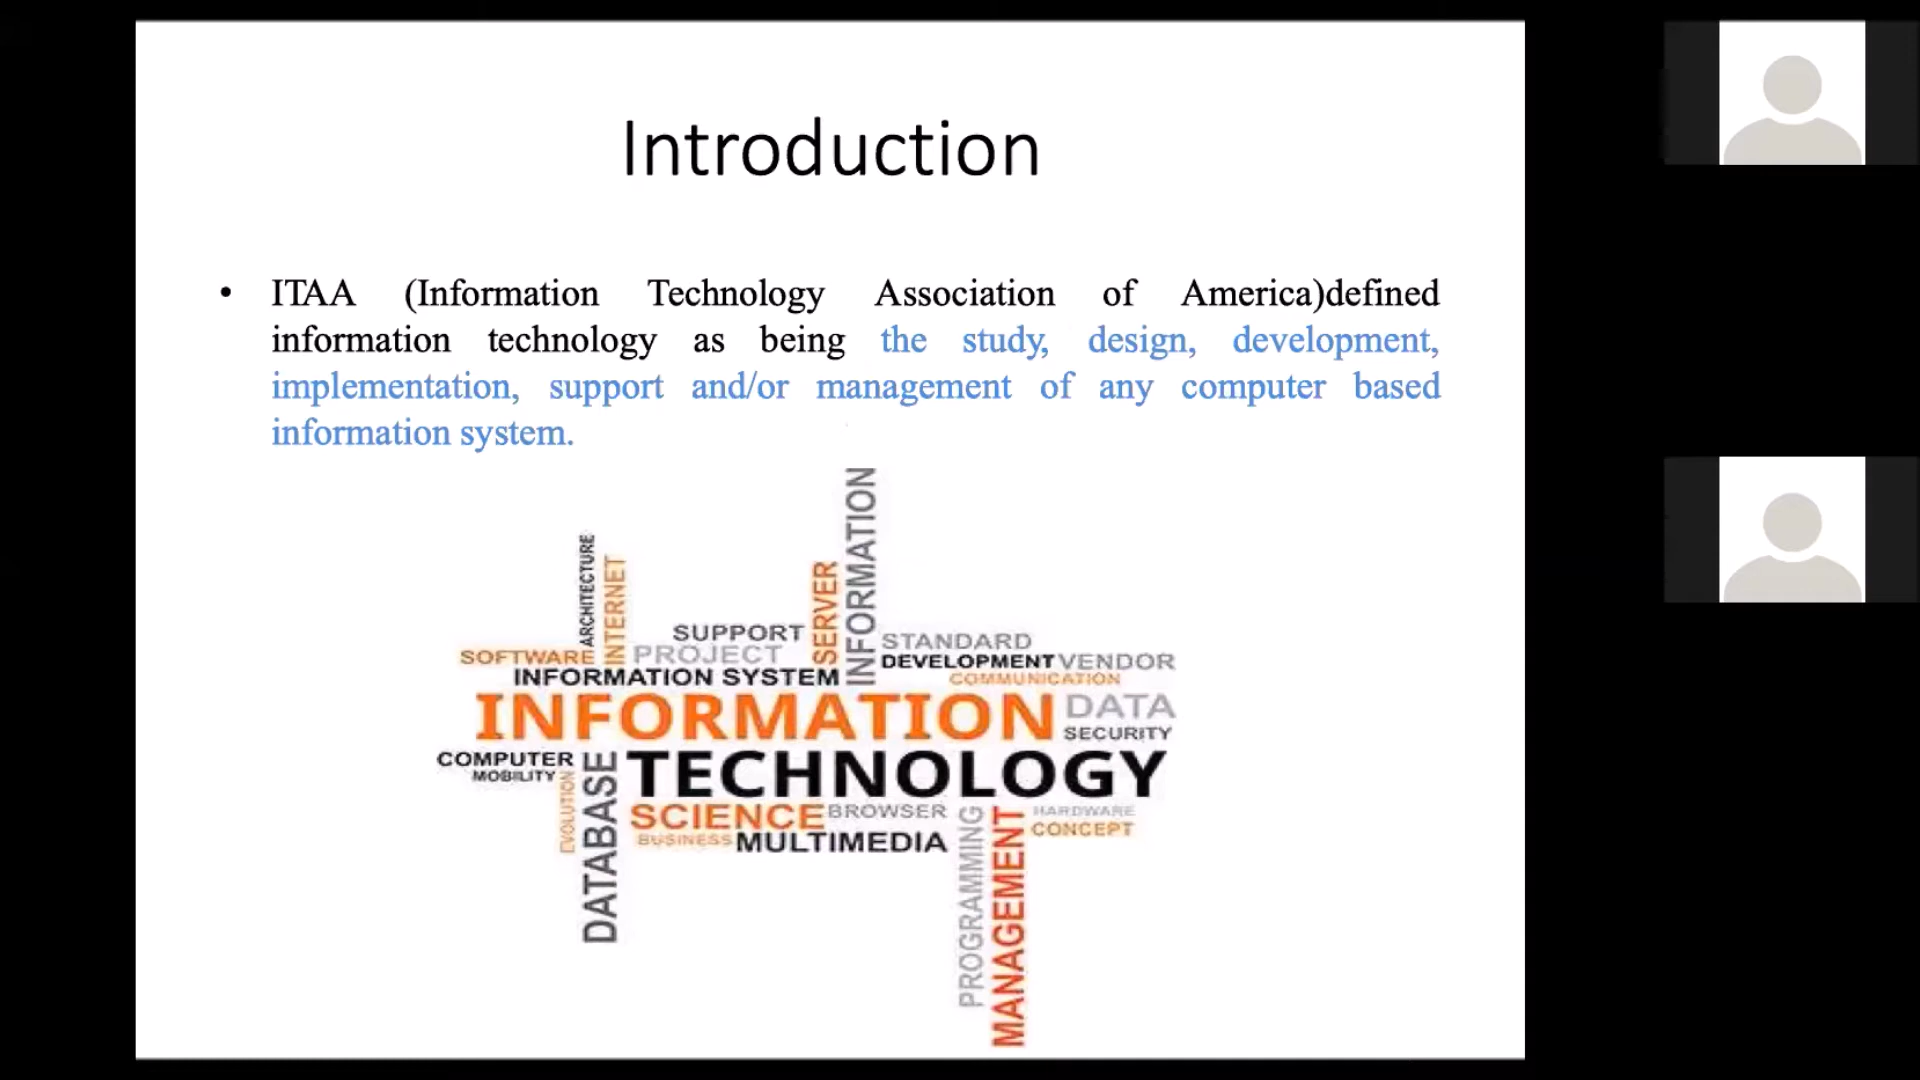 Introduction
• ITAA (Information Technology Association of America)defined
information technology as being the study, design, development,
implementation, support and/or management of any computer based
information system.
ARCHITECTURE
INTERNET
SERVER
INFORMATION
SUPPORT
STANDARD
SOFTWARE
PROJECT
DEVELOPMENT VENDOR
INFORMATION SYSTEM
COMMUNICATION
INFORMATION
DATA
SECURITY
COMPUTER
MOBILITY
EVOLUTION
DATABASE
TECHNOLOGY
SCIENCE
BROWSER
BUSINESS
MULTIMEDIA
PROGRAMMING
MANAGEMENT
HARDWARE
CONCEPT